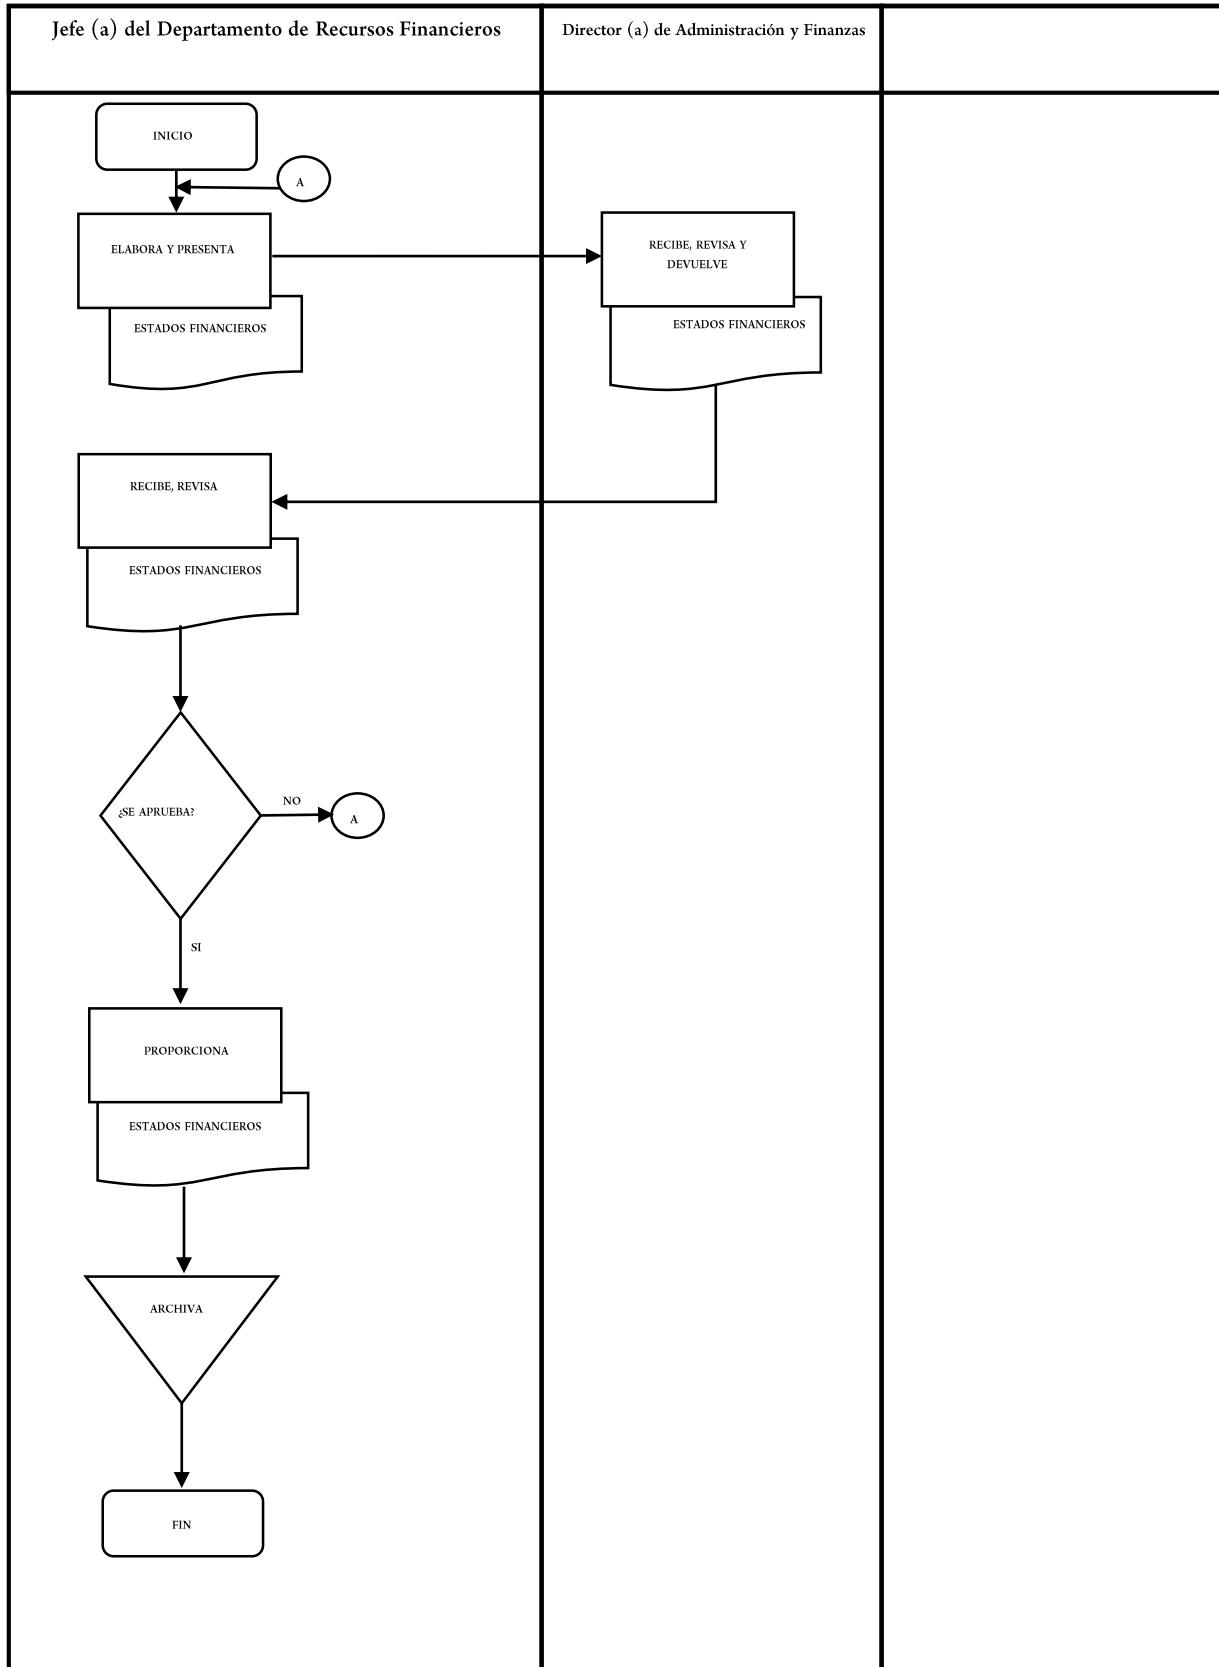 Jefe (a) del Departamento de Recursos Financieros
Director (a) de Administración y Finanzas
INICIO
A
ELABORA Y PRESENTA
ESTADOS FINANCIEROS
RECIBE, REVISA Y
DEVUELVE
ESTADOS FINANCIEROS
RECIBE, REVISA
ESTADOS FINANCIEROS
¿SE APRUEBA?
NO
A
SI
PROPORCIONA
ESTADOS FINANCIEROS
ARCHIVA
FIN